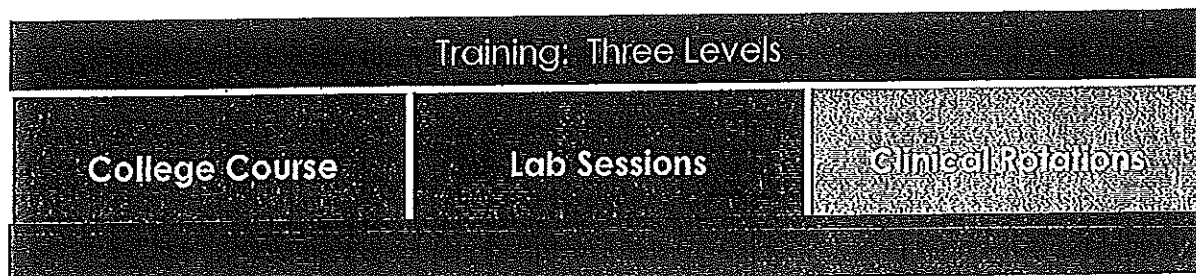 Training: Three Levels
College Course
Lab Sessions
Clinical Rotations